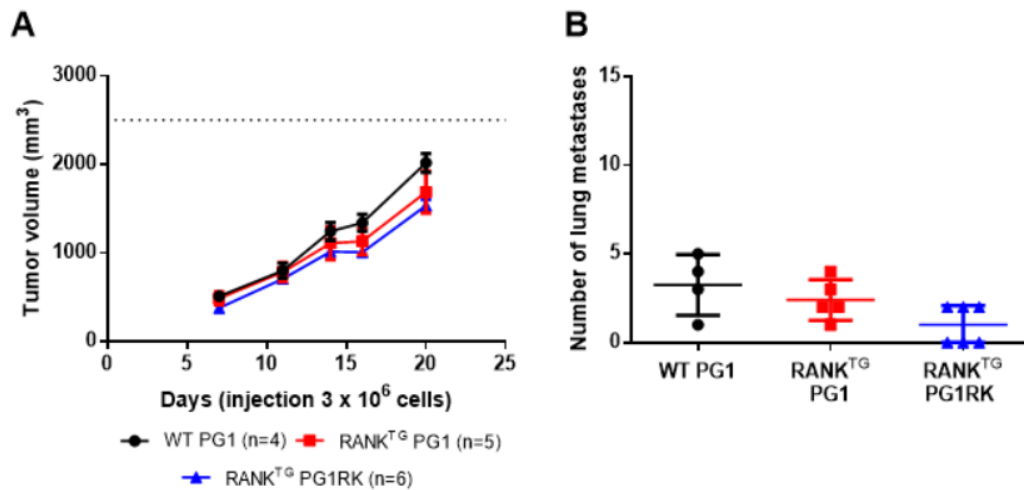 A
Tumor volume (mm³)
3000
2000
1000
0
0 5 10 15 20 25
Days (injection 3 x 10⁶ cells)
WT PG1 (n=4) RANKᵀᴳ PG1 (n=5)
RANKᵀᴳ PG1RK (n=6)
B
Number of lung metastases
15
10
5
0
WT PG1
RANKᵀᴳ
PG1
RANKᵀᴳ
PG1RK